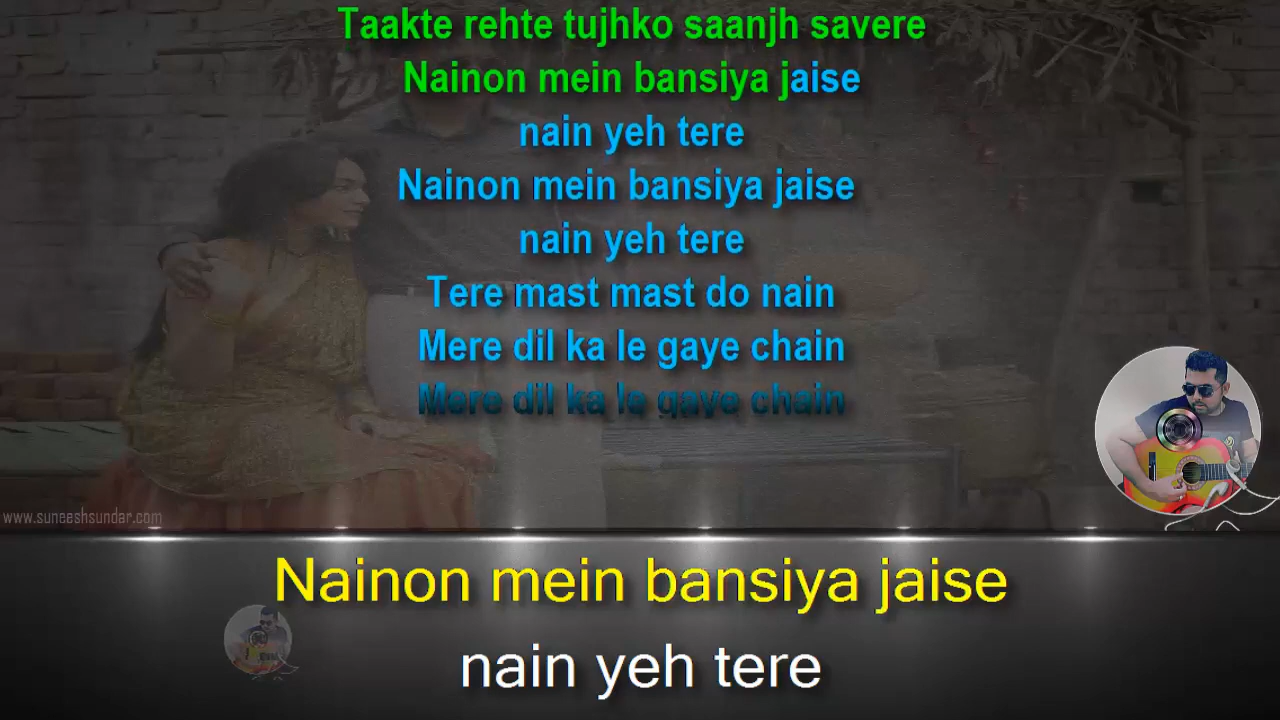 Taakte rehte tujhko saanjh savere
Nainon mein bansiya jaise
nain yeh tere
Nainon mein bansiya jaise
nain yeh tere
Tere mast mast do nain
Mere dil ka le gaye chain
Mere dil ka le gaye chain
www.suneeshsundar.com
Nainon mein bansiya jaise
nain yeh tere